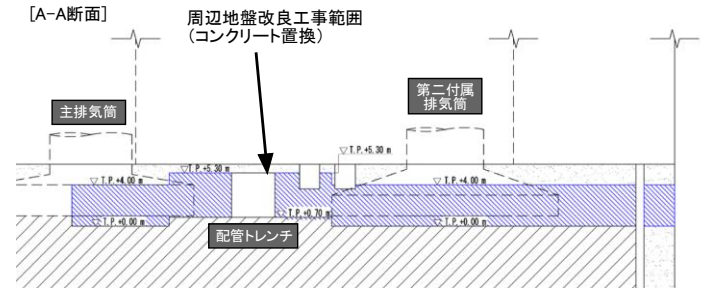 [A-A断面]
周辺地盤改良工事範囲
(コンクリート置換)
主排気筒
第二付属
排気筒
▽T.P.+5.30 m
▽T.P.+5.30 m
▽T.P.+4.00 m
▽T.P.+4.00 m
▽T.P.+0.00 m
▽T.P.+0.70 m
▽T.P.+0.00 m
配管トレンチ